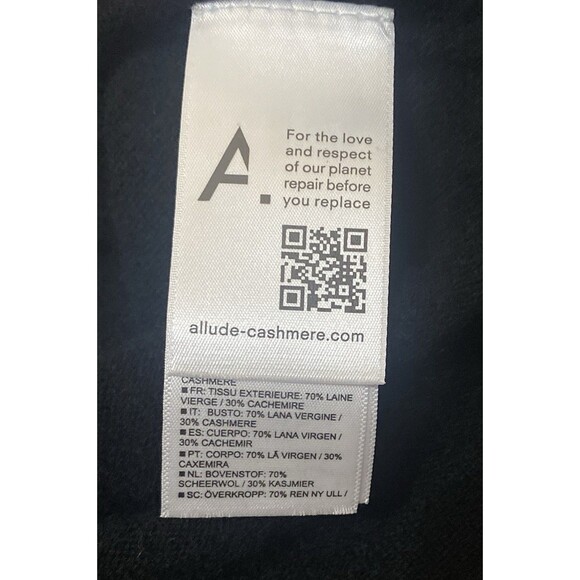 A.
For the love
and respect
of our planet
repair before
you replace
allude-cashmere.com
CASHMERE
■ FR: TISSU EXTERIEURE: 70% LAINE
VIERGE / 30% CACHEMIRE
■ IT: BUSTO: 70% LANA VERGINE /
30% CASHMERE
■ ES: CUERPO: 70% LANA VIRGEN /
30% CACHEMIR
■ PT: CORPO: 70% LÃ VIRGEN / 30%
CAXEMIRA
■ NL: BOVENSTOF: 70%
SCHEERWOL / 30% KASJMIER
■ SC: ÖVERKROPP: 70% REN NY ULL /